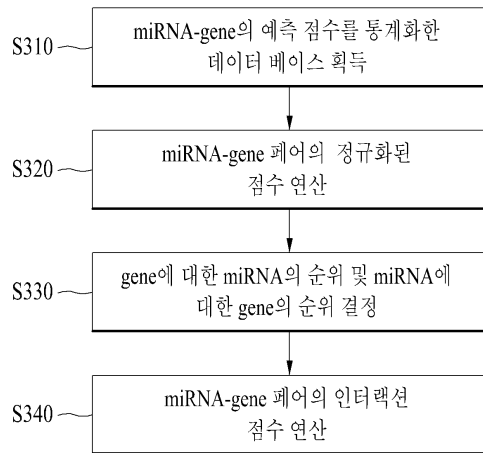 S310
miRNA-gene의 예측 점수를 통계화한
데이터 베이스 획득
S320
miRNA-gene 페어의 정규화된
점수 연산
S330
gene에 대한 miRNA의 순위 및 miRNA에
대한 gene의 순위 결정
S340
miRNA-gene 페어의 인터랙션
점수 연산